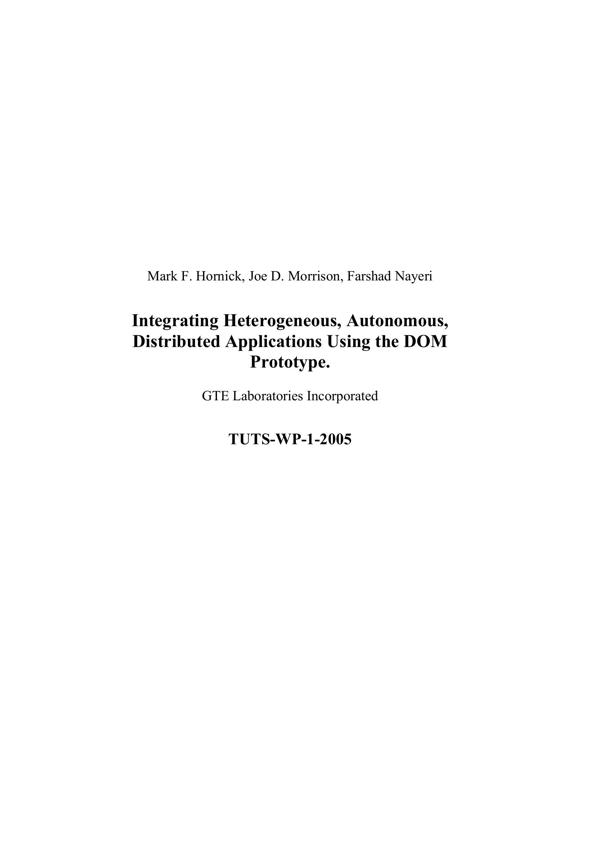 Mark F. Hornick, Joe D. Morrison, Farshad Nayeri
Integrating Heterogeneous, Autonomous,
Distributed Applications Using the DOM
Prototype.
GTE Laboratories Incorporated
TUTS-WP-1-2005